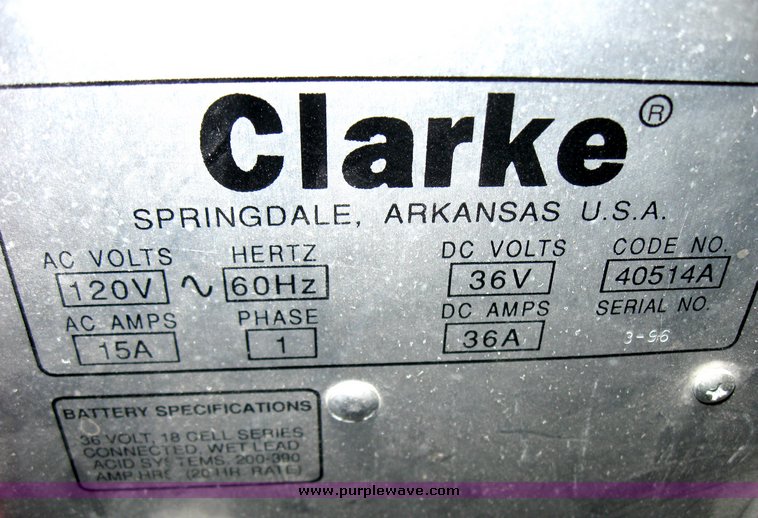 Clarke®
SPRINGDALE, ARKANSAS U.S.A.
AC VOLTS HERTZ DC VOLTS CODE NO.
120V ∿ 60Hz 36V 40514A
AC AMPS PHASE DC AMPS SERIAL NO.
15A 1 36A 3-96
BATTERY SPECIFICATIONS
36 VOLT, 18 CELL SERIES
CONNECTED, WET LEAD
ACID SYSTEMS, 200-390
AMP HRS (20 HR. RATE)
www.purplewave.com